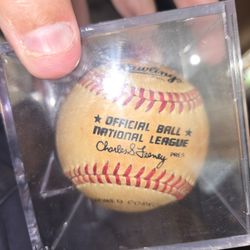 Rawlings
OFFICIAL BALL
NATIONAL LEAGUE
Charles S. Feeney PRES